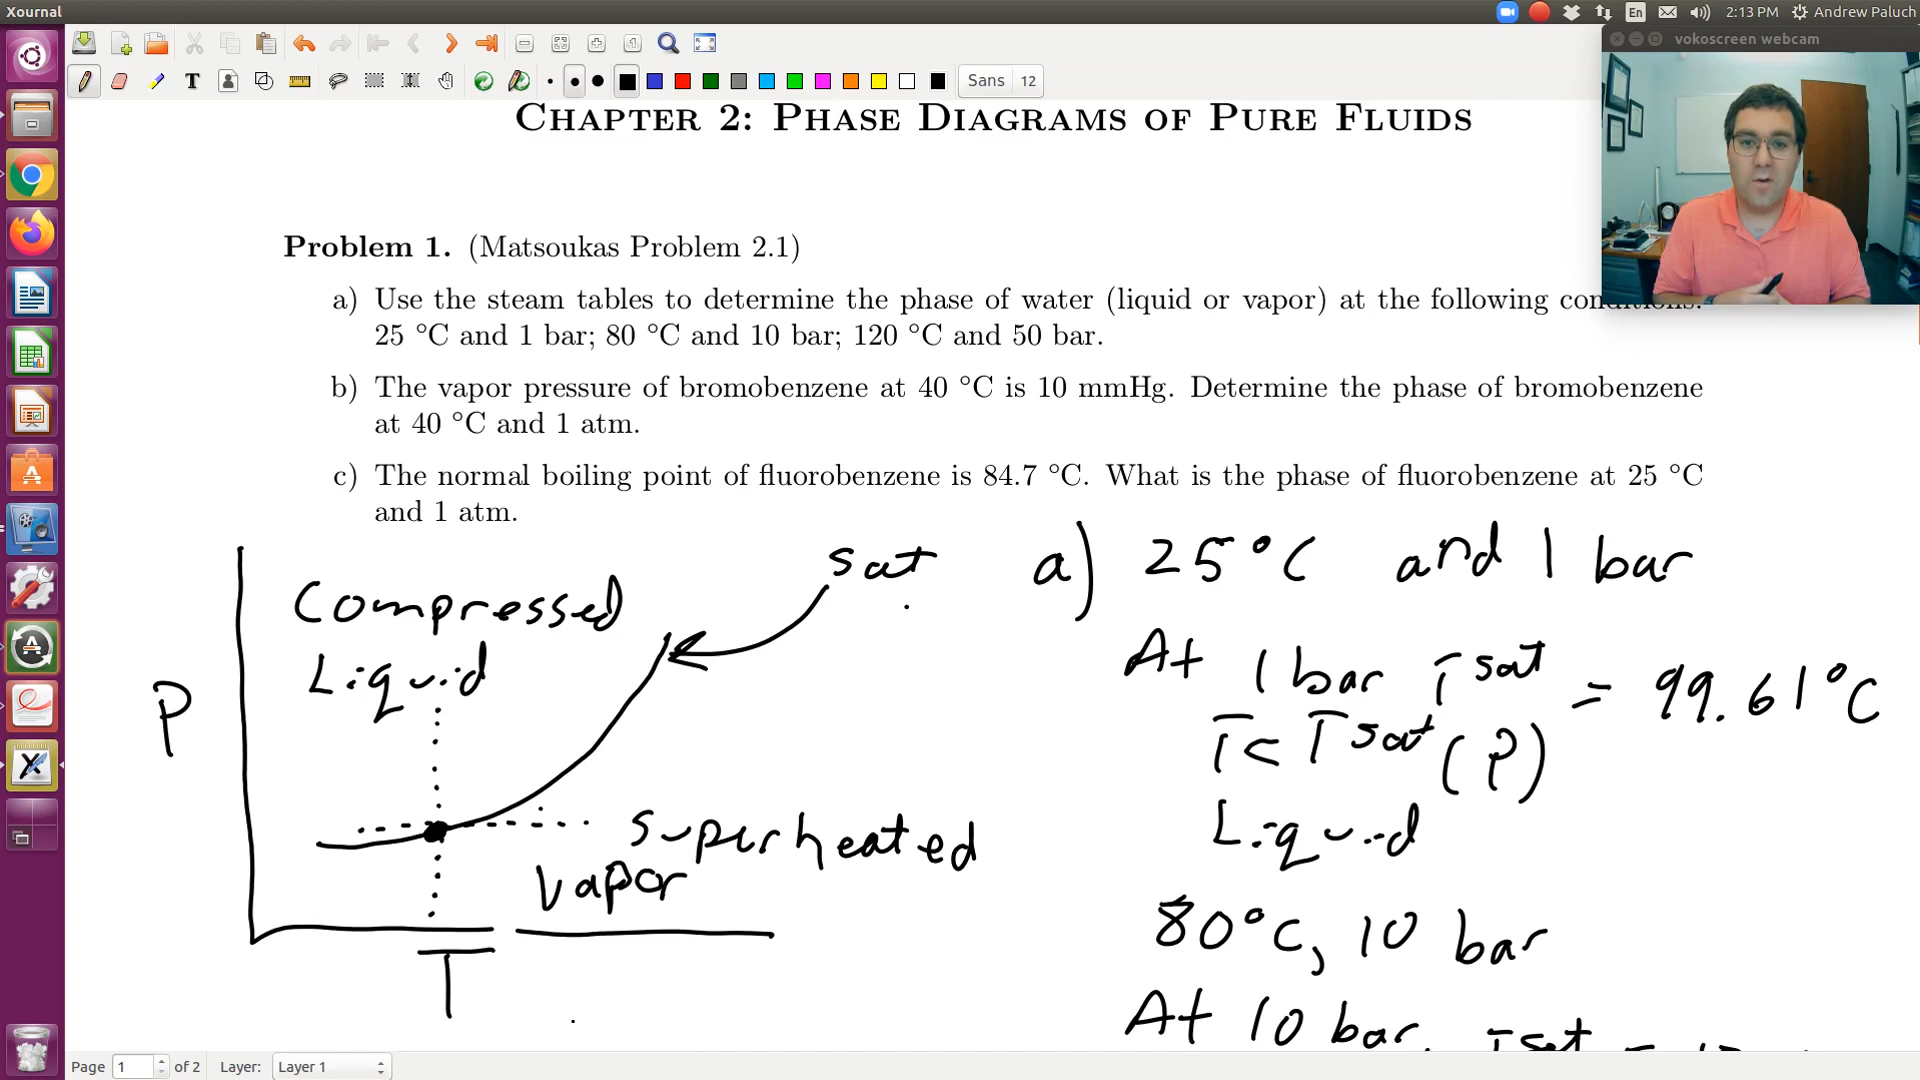 Xournal
En
2:13 PM
Andrew Paluch
vokoscreen webcam
T
Sans 12
CHAPTER 2: PHASE DIAGRAMS OF PURE FLUIDS
Problem 1. (Matsoukas Problem 2.1)
a) Use the steam tables to determine the phase of water (liquid or vapor) at the following conditions:
25 °C and 1 bar; 80 °C and 10 bar; 120 °C and 50 bar.
b) The vapor pressure of bromobenzene at 40 °C is 10 mmHg. Determine the phase of bromobenzene
at 40 °C and 1 atm.
c) The normal boiling point of fluorobenzene is 84.7 °C. What is the phase of fluorobenzene at 25 °C
and 1 atm.
sat
Compressed
Liquid
P
superheated
vapor
T
a) 25°C and 1 bar
At 1 bar T^sat = 99.61°C
T < T^sat (P)
Liquid
80°C, 10 bar
At 10 bar, T^sat =
Page 1 of 2 Layer: Layer 1